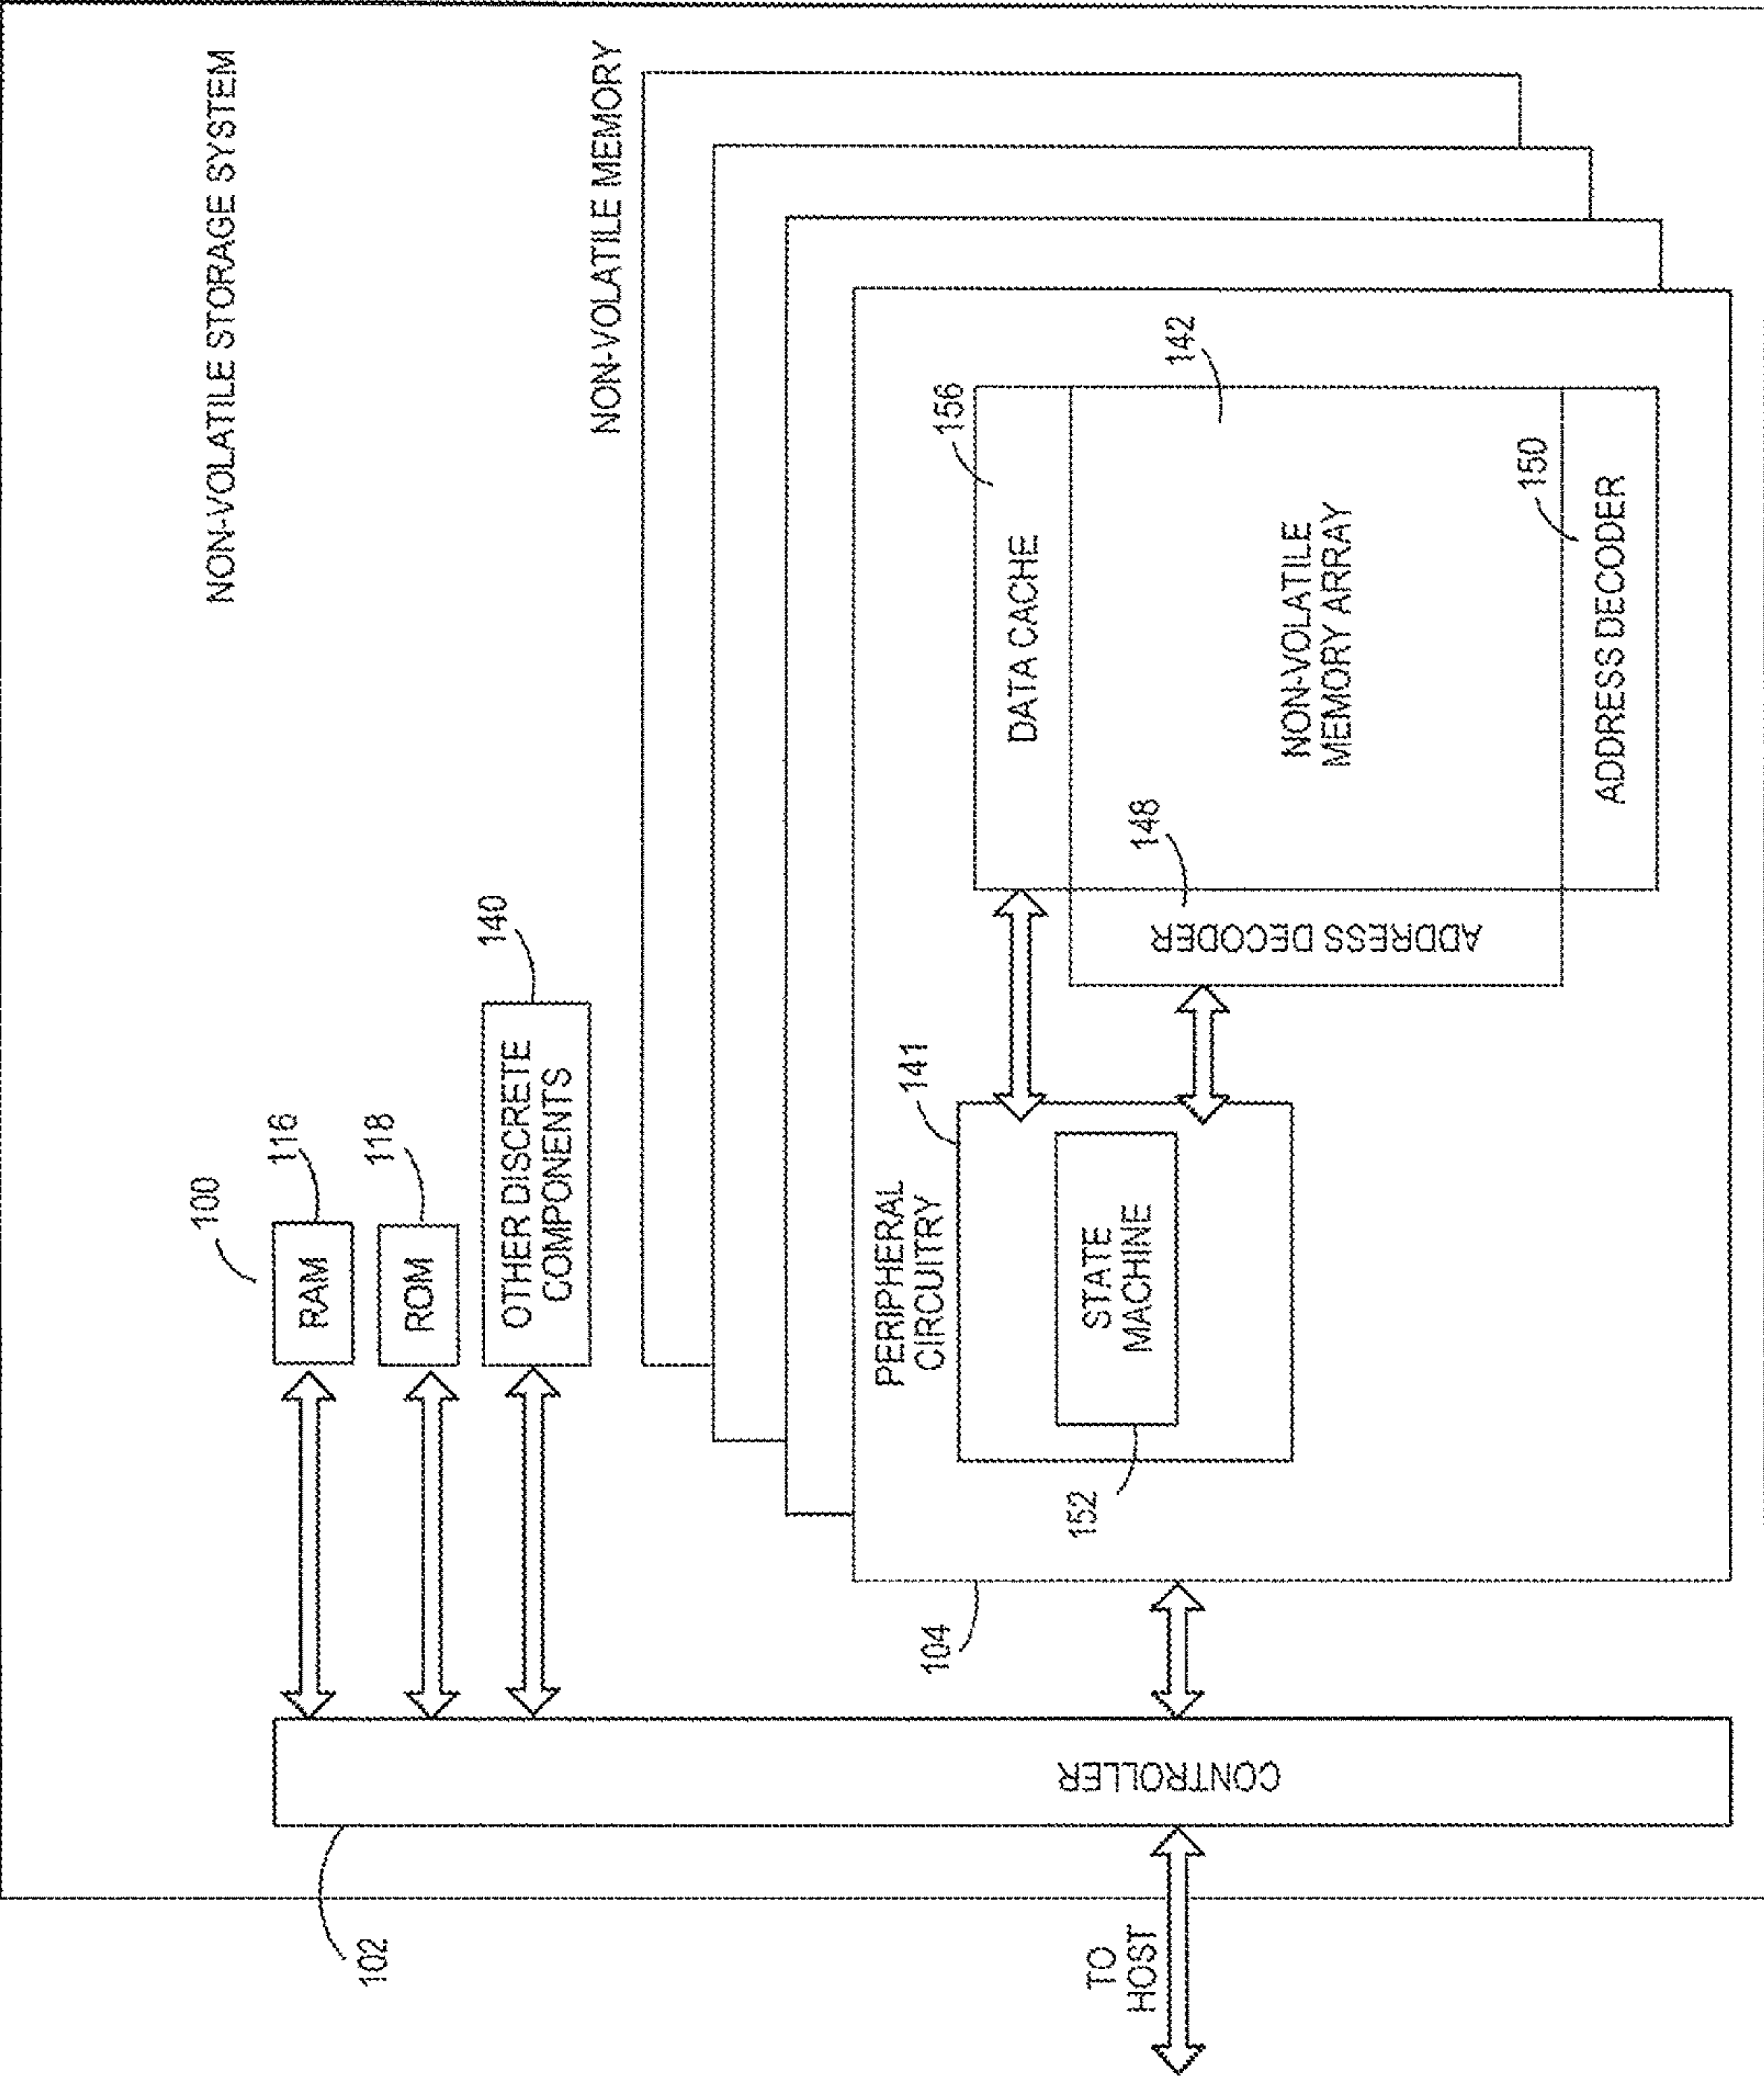 NON-VOLATILE STORAGE SYSTEM
100
116
RAM
118
ROM
140
OTHER DISCRETE
COMPONENTS
NON-VOLATILE MEMORY
102
CONTROLLER
TO
HOST
104
PERIPHERAL
CIRCUITRY
141
STATE
MACHINE
152
156
DATA CACHE
148
ADDRESS DECODER
142
NON-VOLATILE
MEMORY ARRAY
150
ADDRESS DECODER